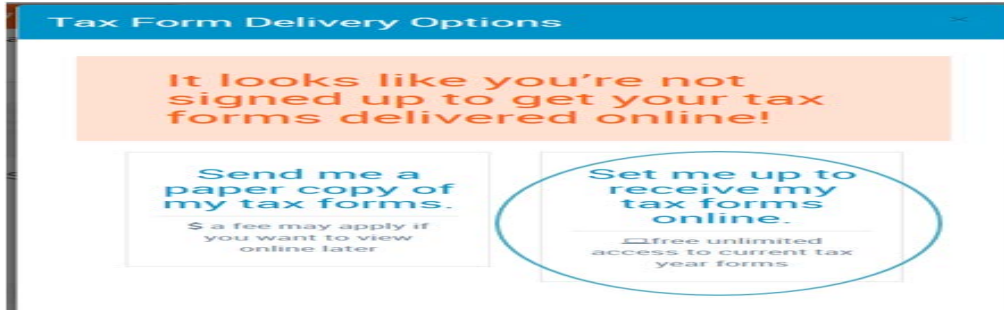 Tax Form Delivery Options
It looks like you're not
signed up to get your tax
forms delivered online!
Send me a
paper copy of
my tax forms.
$ a fee may apply if
you want to view
online later
Set me up to
receive my
tax forms
online.
free unlimited
access to current tax
year forms